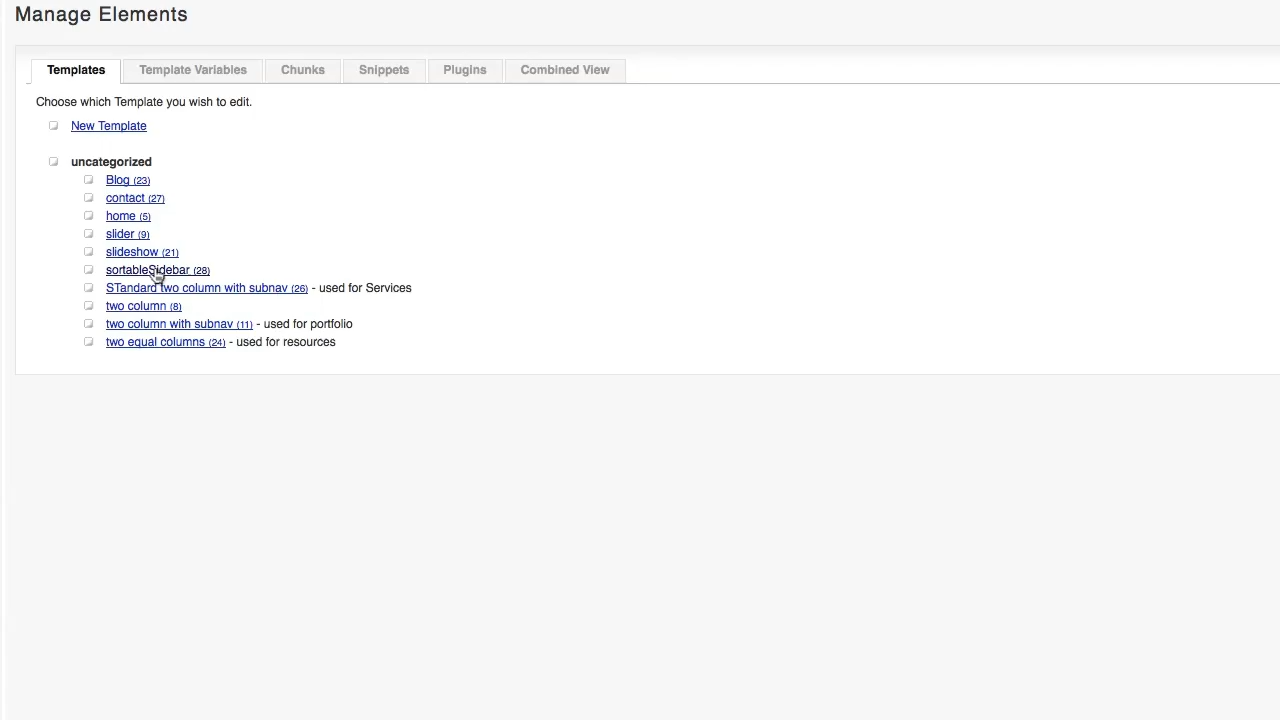 Manage Elements
Templates Template Variables Chunks Snippets Plugins Combined View
Choose which Template you wish to edit.
New Template
uncategorized
Blog (23)
contact (27)
home (5)
slider (9)
slideshow (21)
sortableSidebar (28)
STandard two column with subnav (26) - used for Services
two column (8)
two column with subnav (11) - used for portfolio
two equal columns (24) - used for resources